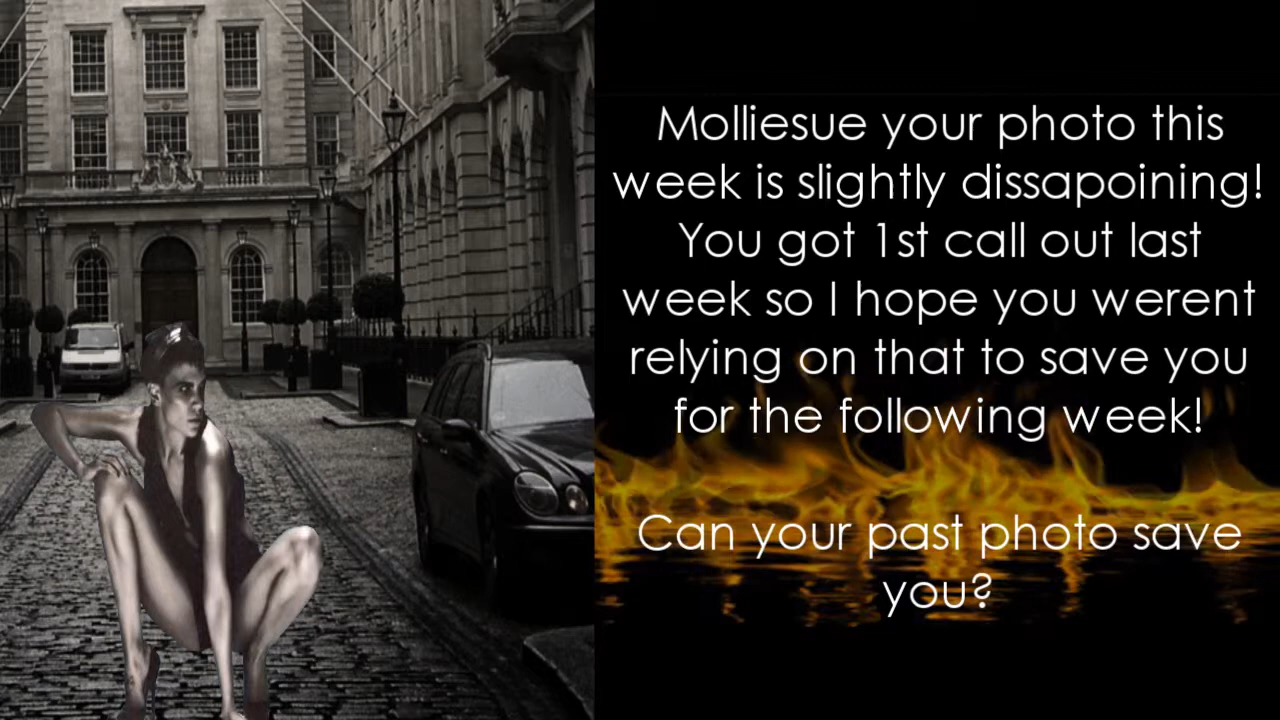 Molliesue your photo this
week is slightly dissapoining!
You got 1st call out last
week so I hope you werent
relying on that to save you
for the following week!
Can your past photo save
you?